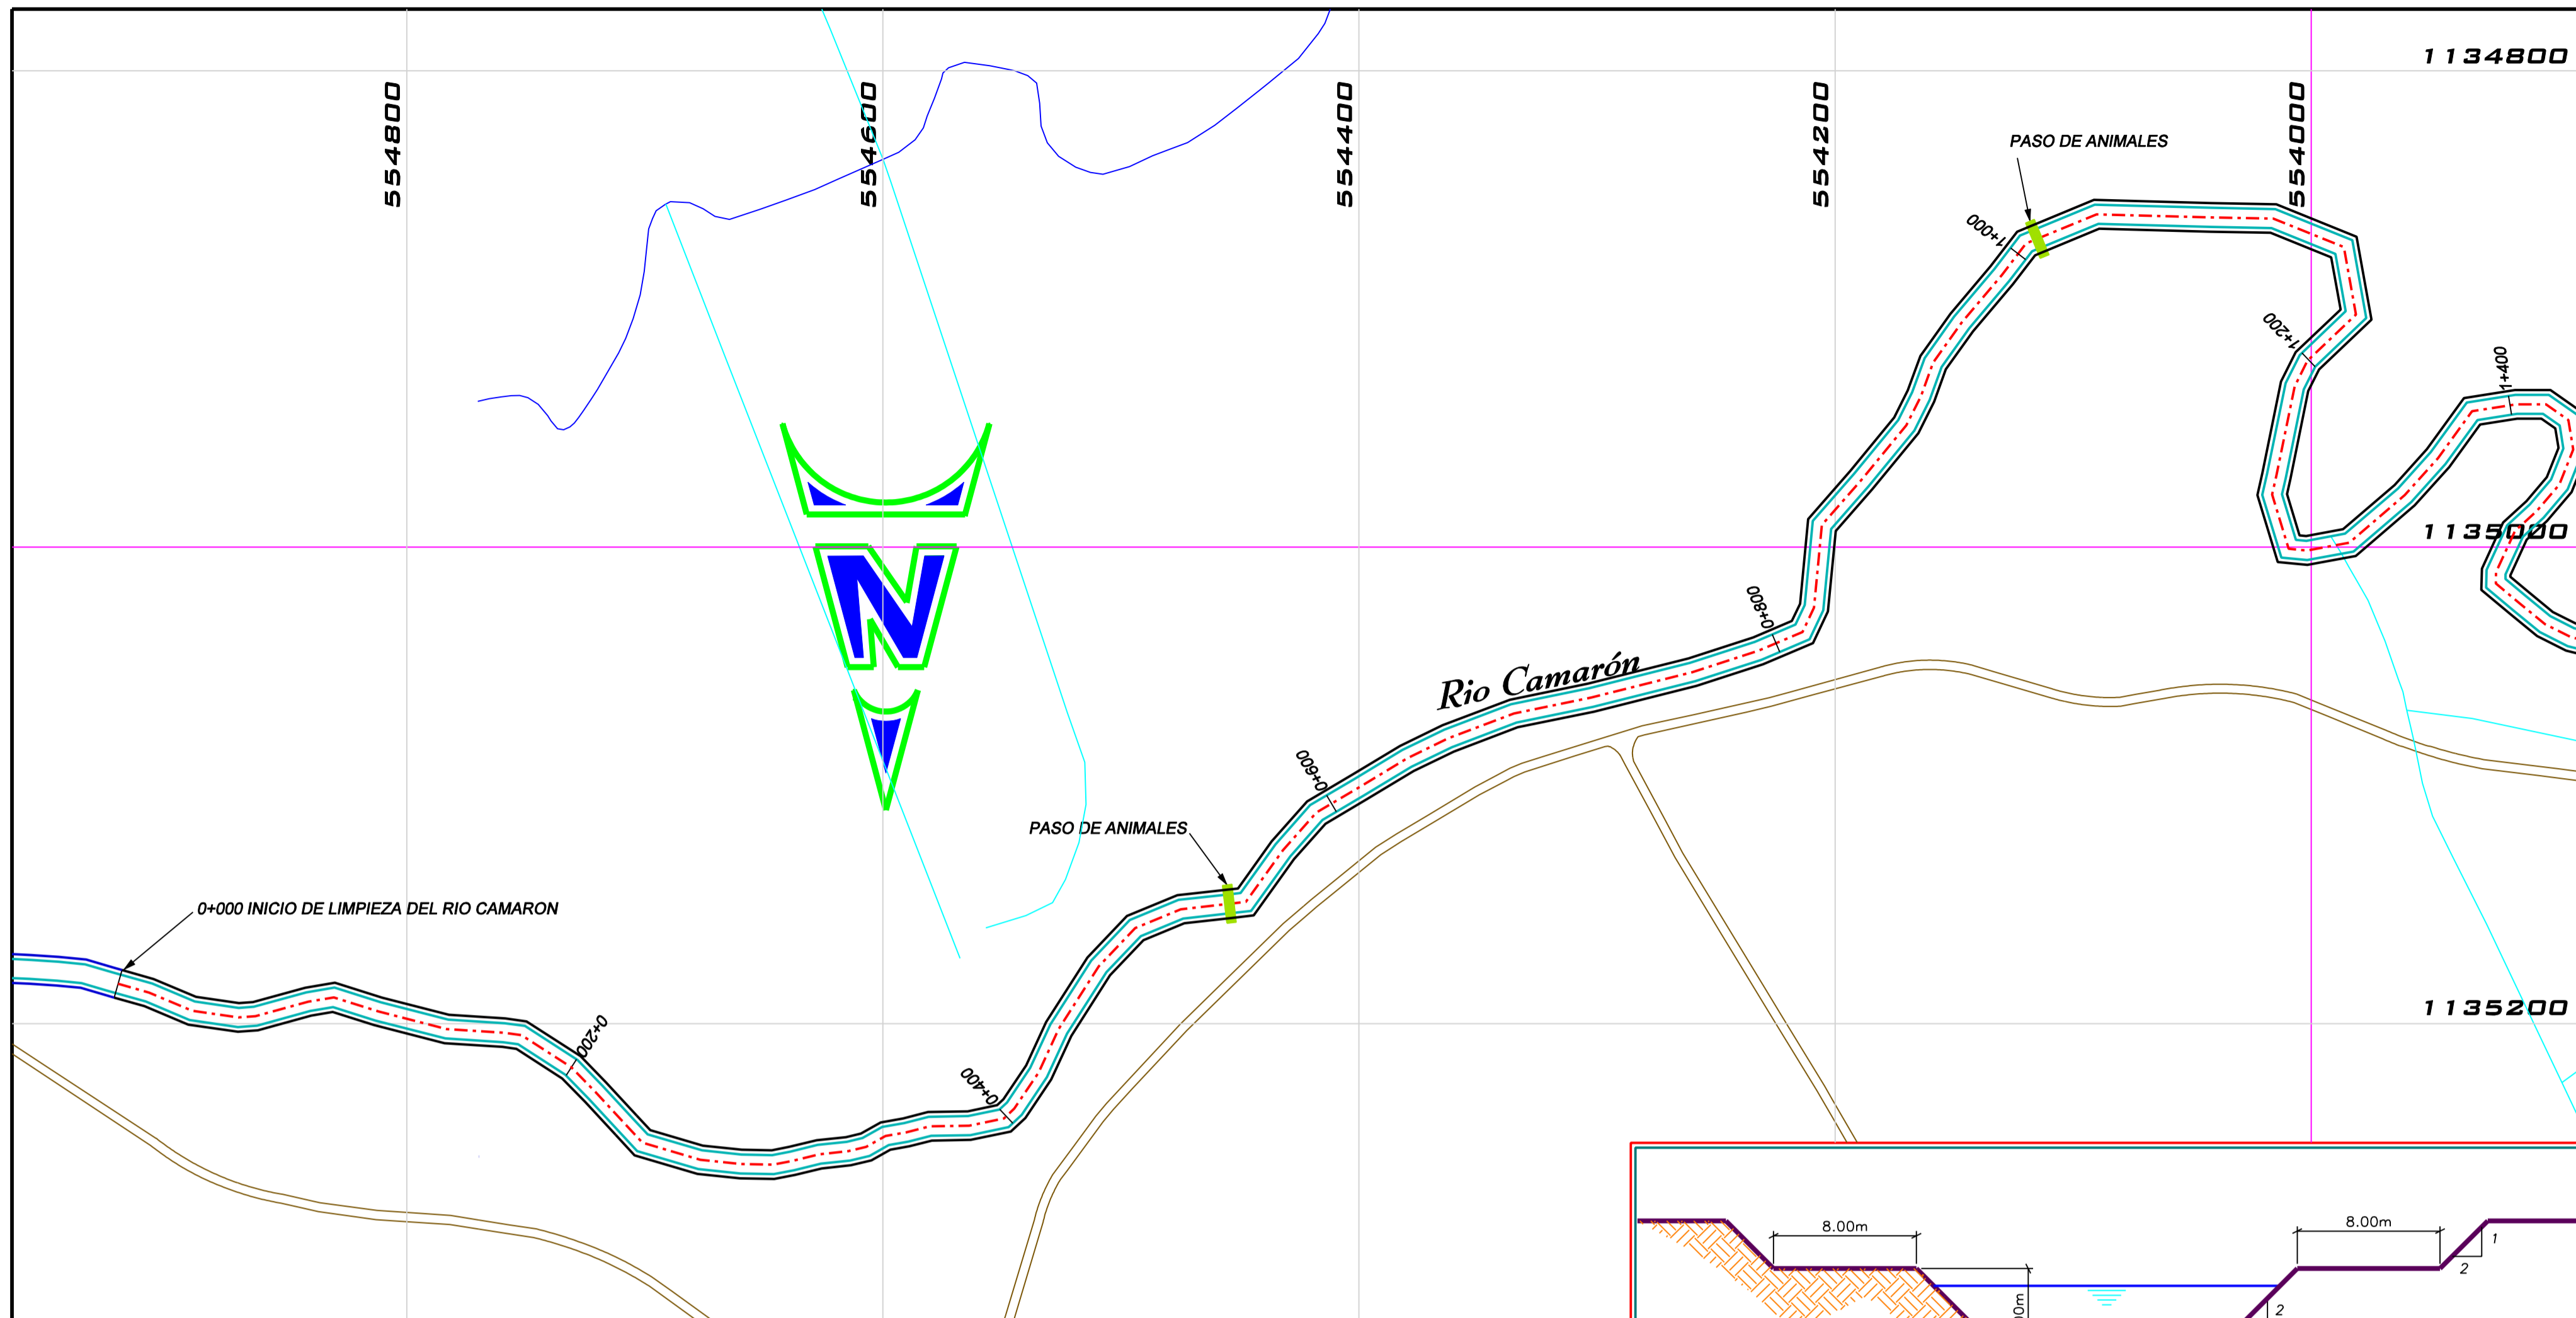 1134800
554800
554600
554400
554200
554000
PASO DE ANIMALES
1+000
1+200
1+400
1135000
N
0+800
Rio Camarón
0+600
PASO DE ANIMALES
0+000 INICIO DE LIMPIEZA DEL RIO CAMARON
1135200
0+200
0+400
8.00m
8.00m
1
2
2